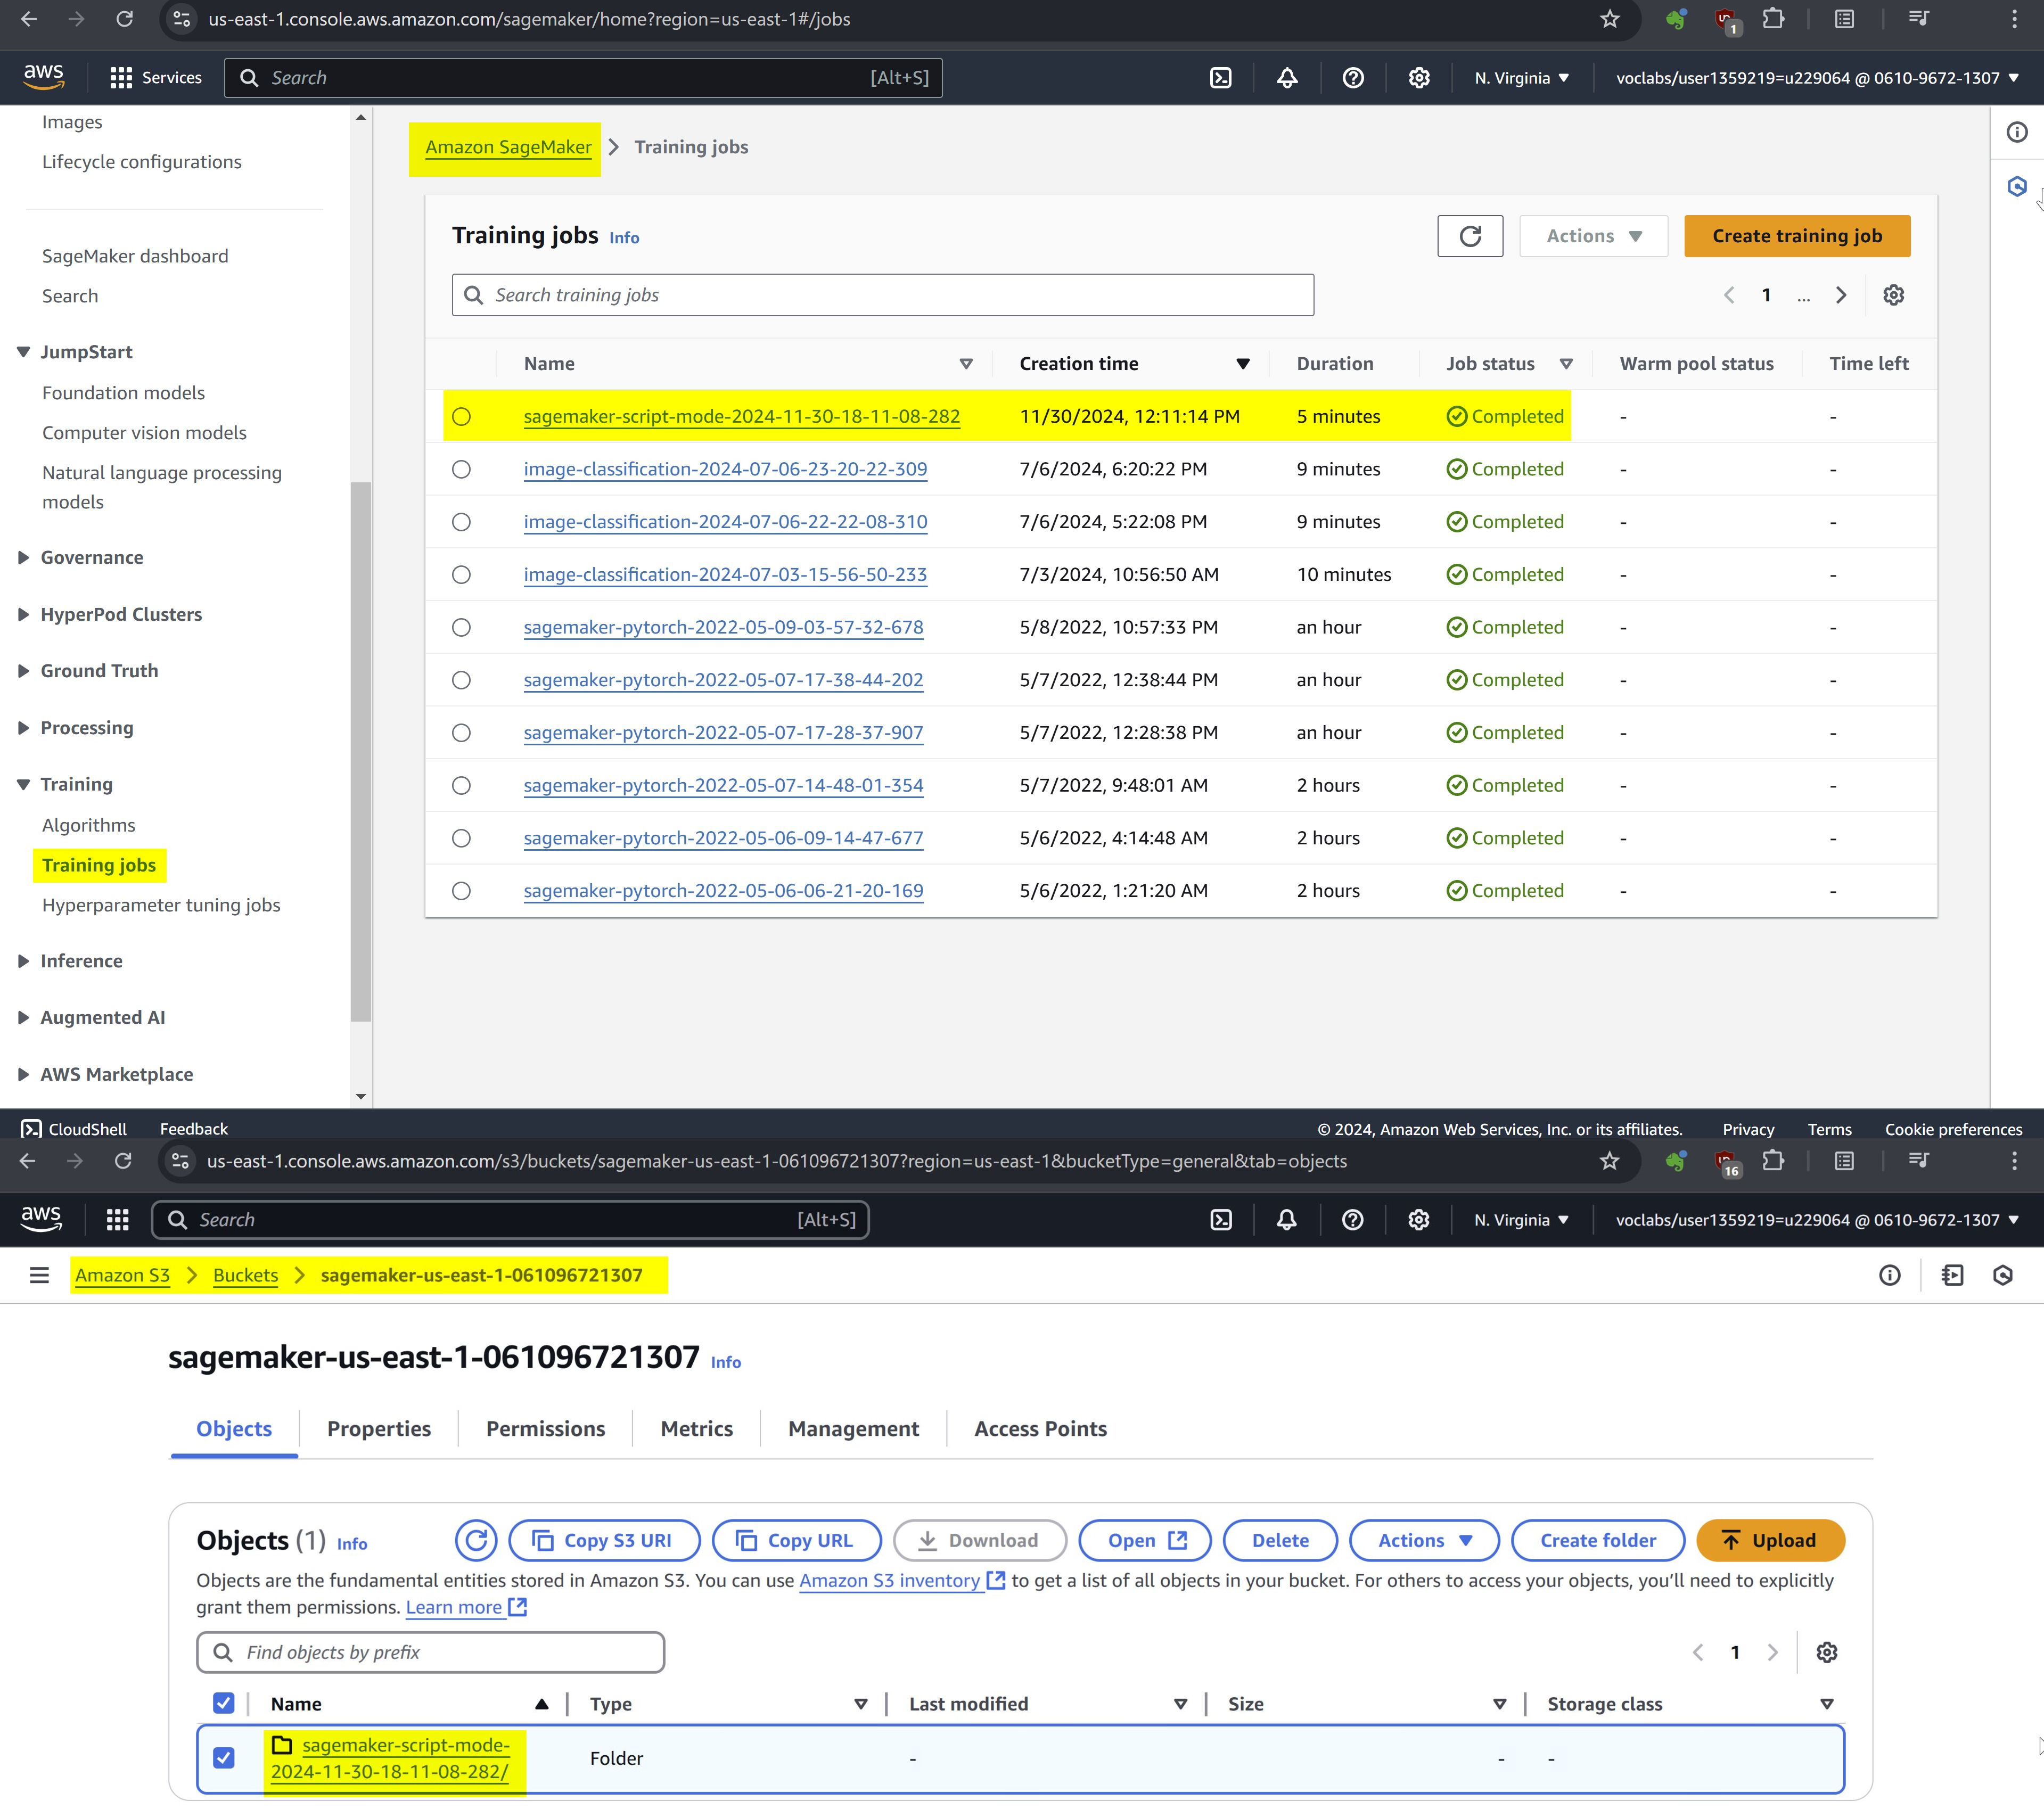 us-east-1.console.aws.amazon.com/sagemaker/home?region=us-east-1#/jobs
1
aws
Services
Search
[Alt+S]
N. Virginia
voclabs/user1359219=u229064 @ 0610-9672-1307
Images
Lifecycle configurations
SageMaker dashboard
Search
JumpStart
Foundation models
Computer vision models
Natural language processing
models
Governance
HyperPod Clusters
Ground Truth
Processing
Training
Algorithms
Training jobs
Hyperparameter tuning jobs
Inference
Augmented AI
AWS Marketplace
Amazon SageMaker > Training jobs
Training jobs Info
Actions
Create training job
Search training jobs
1 ...
Name Creation time Duration Job status Warm pool status Time left
sagemaker-script-mode-2024-11-30-18-11-08-282 11/30/2024, 12:11:14 PM 5 minutes Completed - -
image-classification-2024-07-06-23-20-22-309 7/6/2024, 6:20:22 PM 9 minutes Completed - -
image-classification-2024-07-06-22-22-08-310 7/6/2024, 5:22:08 PM 9 minutes Completed - -
image-classification-2024-07-03-15-56-50-233 7/3/2024, 10:56:50 AM 10 minutes Completed - -
sagemaker-pytorch-2022-05-09-03-57-32-678 5/8/2022, 10:57:33 PM an hour Completed - -
sagemaker-pytorch-2022-05-07-17-38-44-202 5/7/2022, 12:38:44 PM an hour Completed - -
sagemaker-pytorch-2022-05-07-17-28-37-907 5/7/2022, 12:28:38 PM an hour Completed - -
sagemaker-pytorch-2022-05-07-14-48-01-354 5/7/2022, 9:48:01 AM 2 hours Completed - -
sagemaker-pytorch-2022-05-06-09-14-47-677 5/6/2022, 4:14:48 AM 2 hours Completed - -
sagemaker-pytorch-2022-05-06-06-21-20-169 5/6/2022, 1:21:20 AM 2 hours Completed - -
CloudShell Feedback © 2024, Amazon Web Services, Inc. or its affiliates. Privacy Terms Cookie preferences
us-east-1.console.aws.amazon.com/s3/buckets/sagemaker-us-east-1-061096721307?region=us-east-1&bucketType=general&tab=objects
16
aws
Search
[Alt+S]
N. Virginia
voclabs/user1359219=u229064 @ 0610-9672-1307
Amazon S3 > Buckets > sagemaker-us-east-1-061096721307
sagemaker-us-east-1-061096721307 Info
Objects Properties Permissions Metrics Management Access Points
Objects (1) Info
Copy S3 URI Copy URL Download Open Delete Actions Create folder Upload
Objects are the fundamental entities stored in Amazon S3. You can use Amazon S3 inventory to get a list of all objects in your bucket. For others to access your objects, you'll need to explicitly
grant them permissions. Learn more
Find objects by prefix
1
Name Type Last modified Size Storage class
sagemaker-script-mode-
2024-11-30-18-11-08-282/
Folder - - -